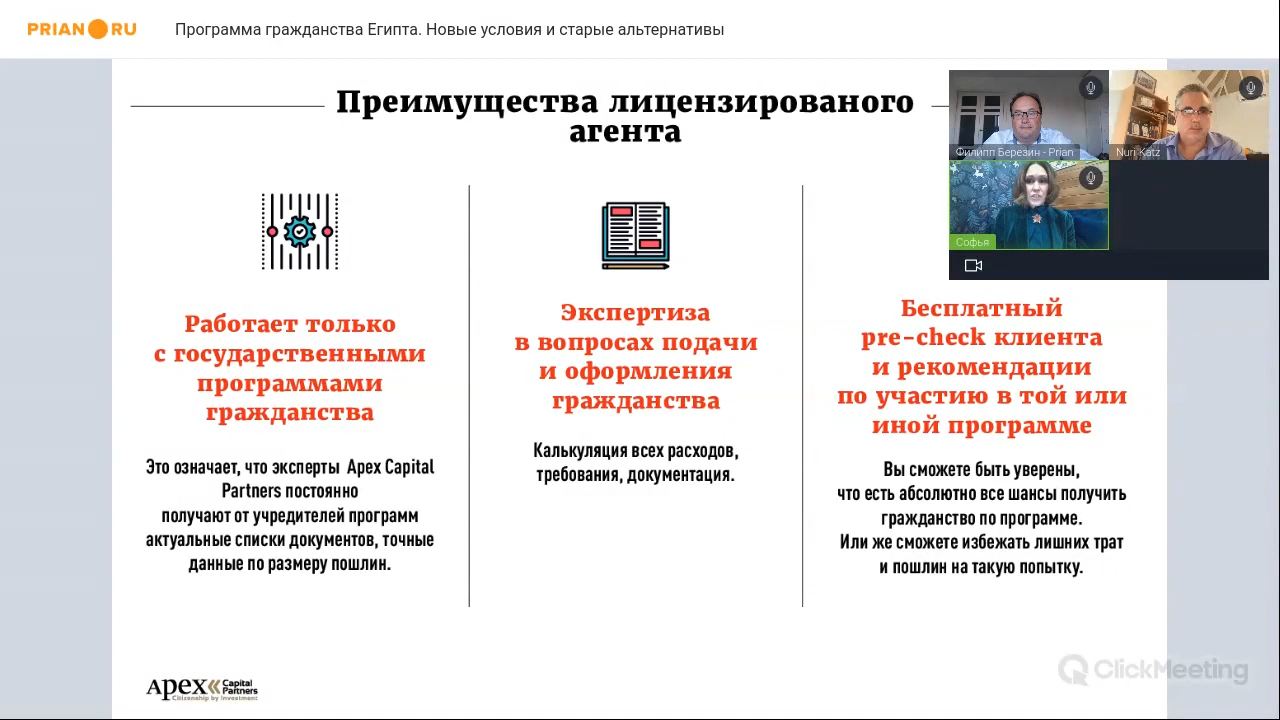 PRIAN RU
Программа гражданства Египта. Новые условия и старые альтернативы
Преимущества лицензированого
агента
Филипп Березин - Prian
Nuri Katz
Софья
Работает только
с государственными
программами
гражданства
Это означает, что эксперты Apex Capital
Partners постоянно
получают от учредителей программ
актуальные списки документов, точные
данные по размеру пошлин.
Экспертиза
в вопросах подачи
и оформления
гражданства
Калькуляция всех расходов,
требования, документация.
Бесплатный
pre-check клиента
и рекомендации
по участию в той или
иной программе
Вы сможете быть уверены,
что есть абсолютно все шансы получить
гражданство по программе.
Или же сможете избежать лишних трат
и пошлин на такую попытку.
Apex Capital
Partners
Citizenship by Investment
ClickMeeting